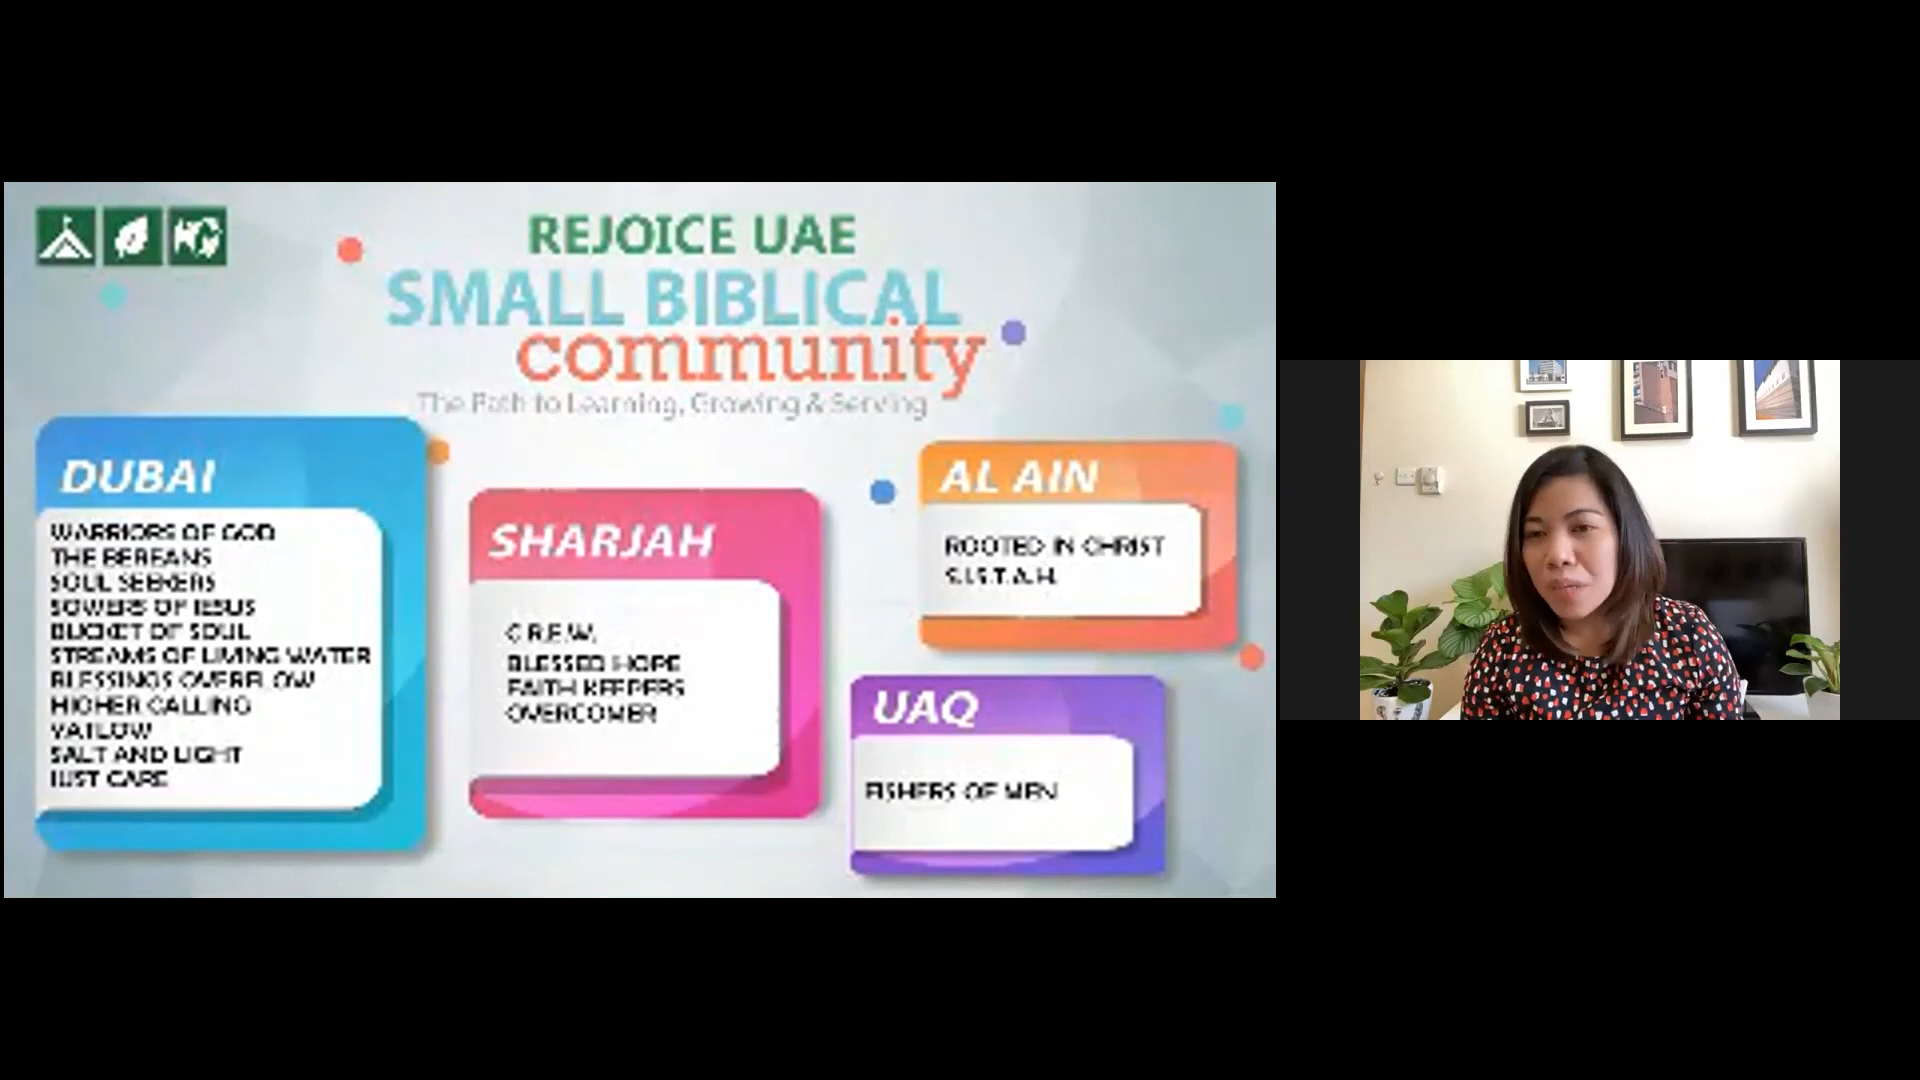 REJOICE UAE
SMALL BIBLICAL
community
The Path to Learning, Growing & Serving
DUBAI
WARRIORS OF GOD
THE BEREANS
SOUL SEEKERS
SOWERS OF JESUS
BUCKET OF SOUL
STREAMS OF LIVING WATER
BLESSINGS OVERFLOW
HIGHER CALLING
SALT AND LIGHT
JUST CARE
SHARJAH
C.R.E.W.
BLESSED HOPE
FAITH KEEPERS
OVERCOMER
AL AIN
ROOTED IN CHRIST
S.I.S.T.A.H.
UAQ
FISHERS OF MEN